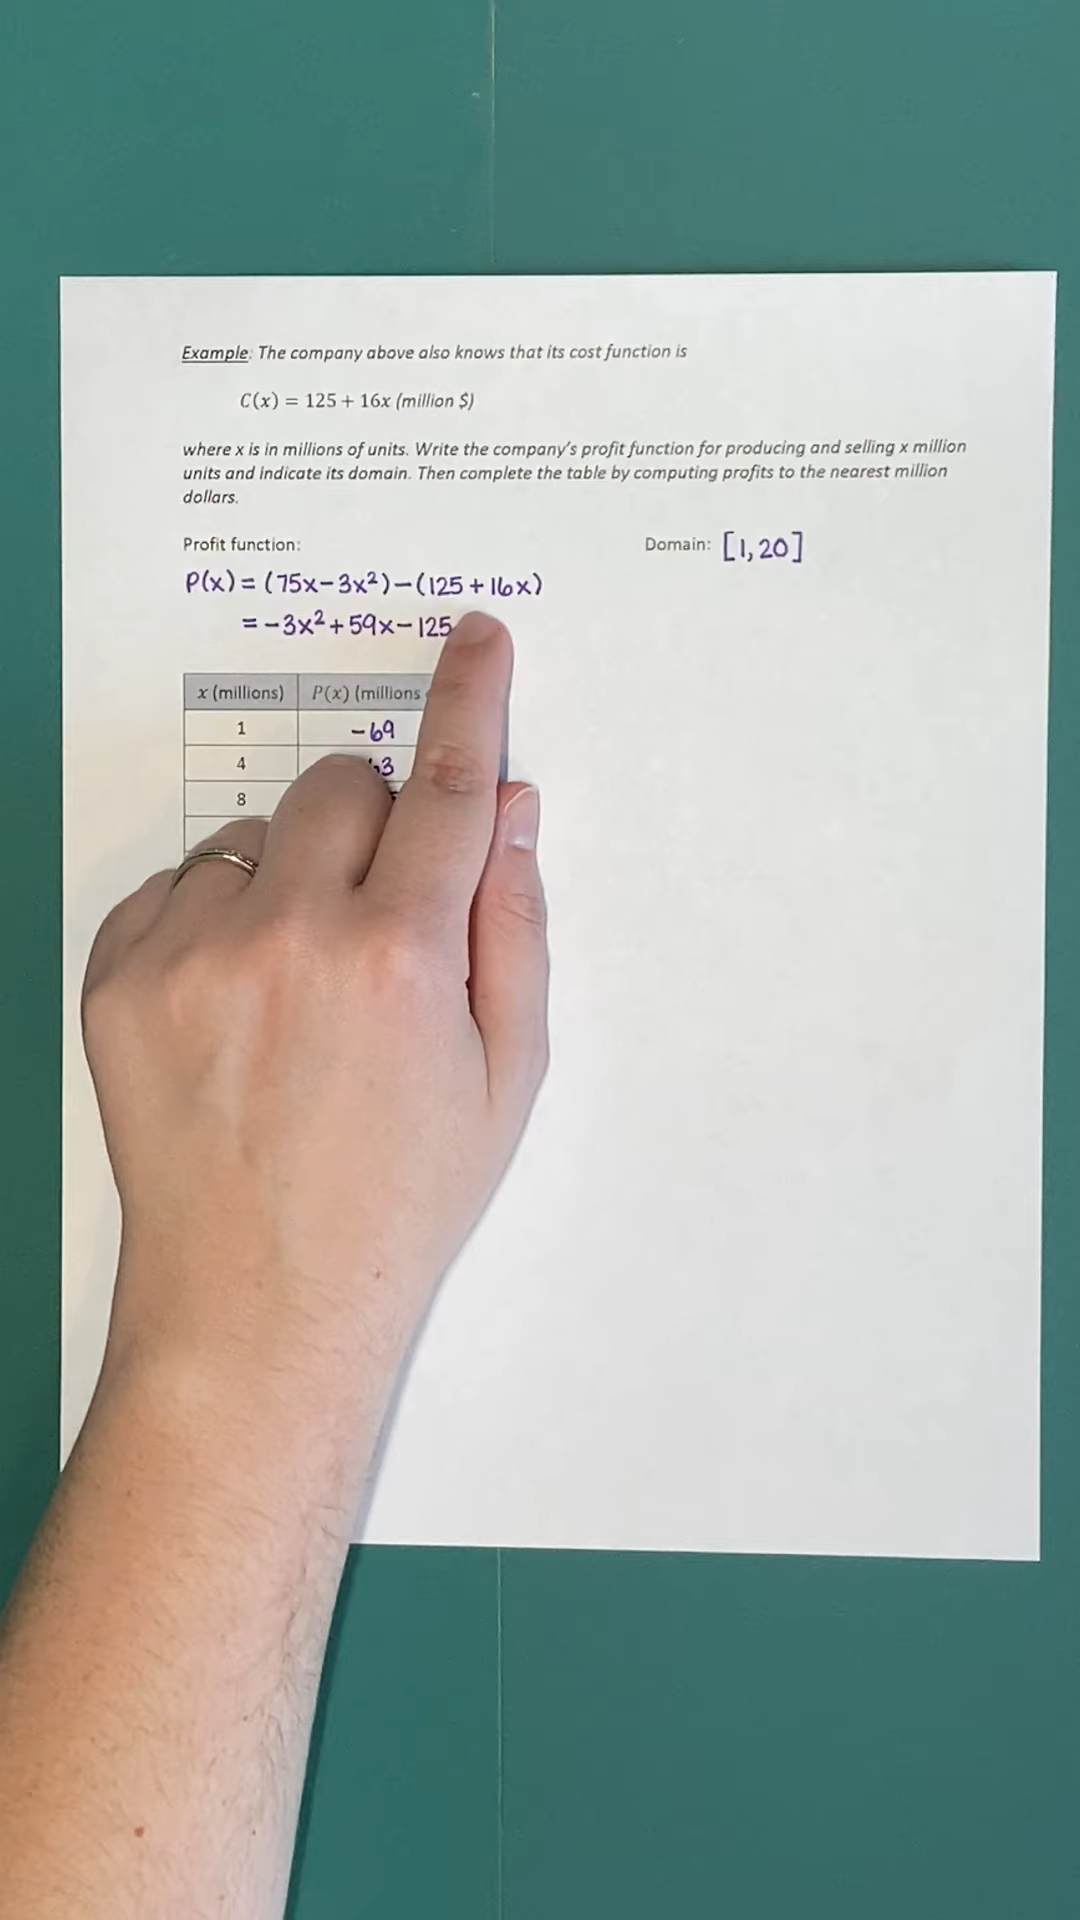 Example: The company above also knows that its cost function is
C(x) = 125 + 16x (million $)
where x is in millions of units. Write the company's profit function for producing and selling x million
units and indicate its domain. Then complete the table by computing profits to the nearest million
dollars.
Profit function: Domain: [1,20]
P(x) = (75x-3x²)-(125+16x)
= -3x²+59x-125
x (millions) P(x) (millions
1 -69
4 63
8